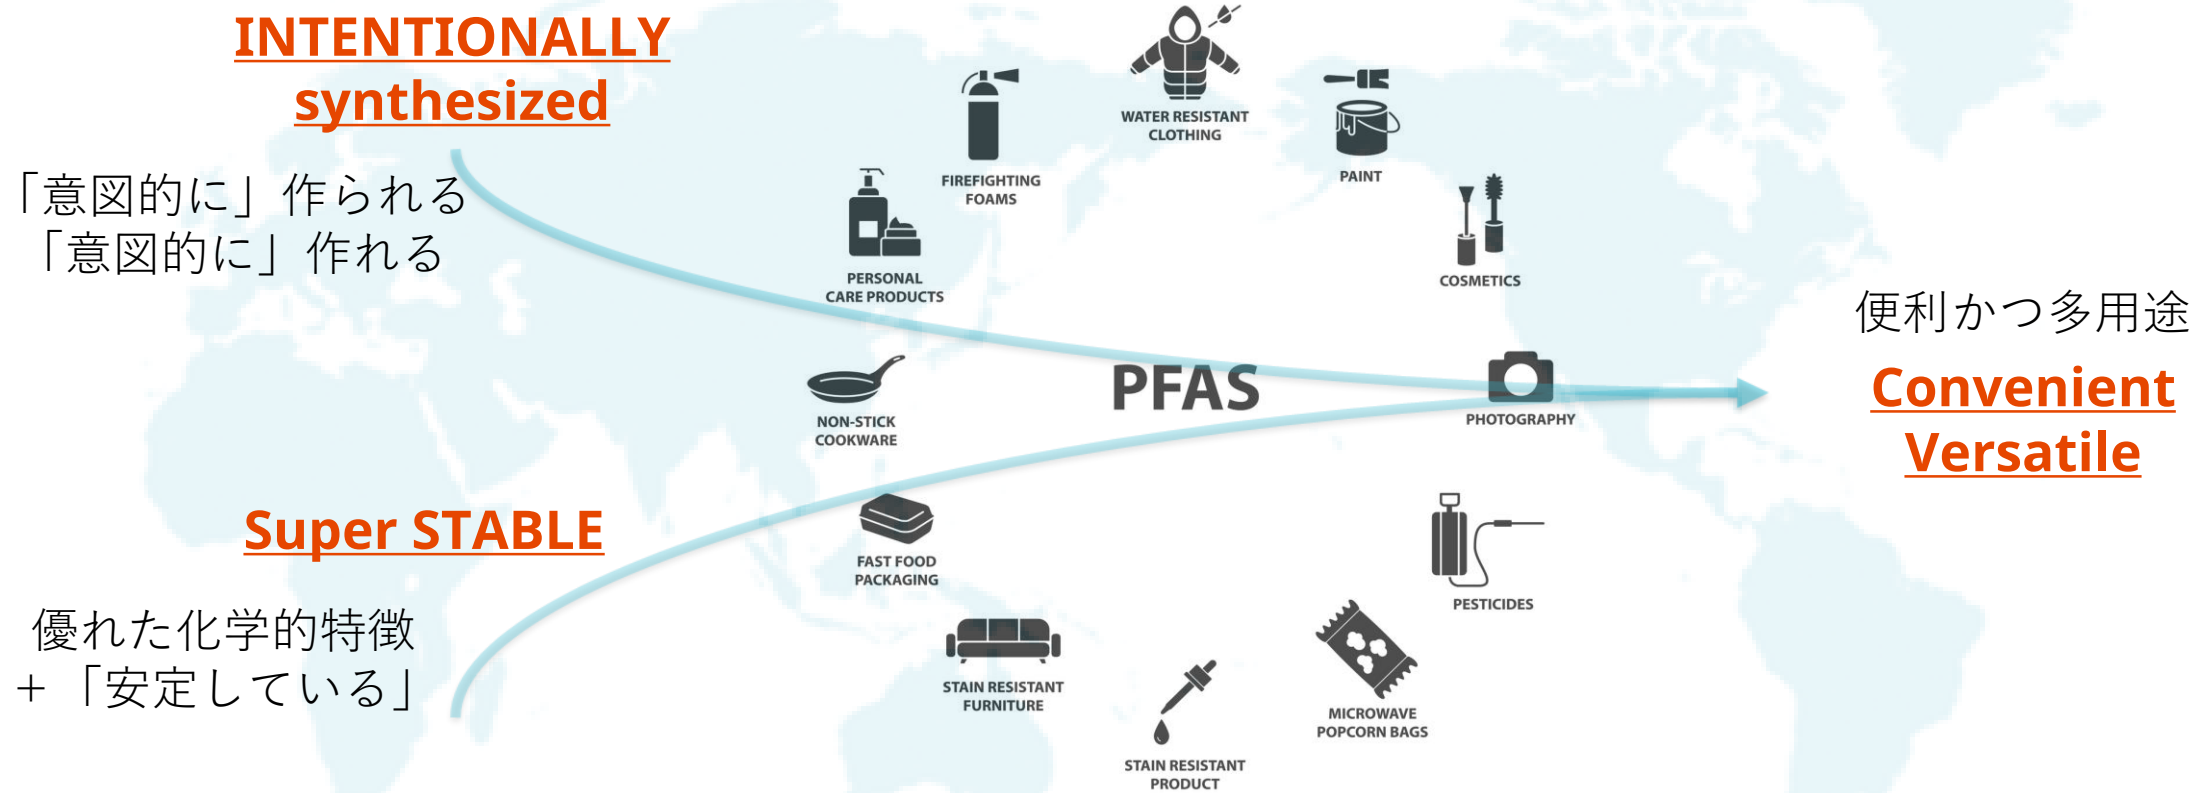 INTENTIONALLY
synthesized
「意図的に」作られる
「意図的に」作れる
Super STABLE
優れた化学的特徴
+「安定している」
WATER RESISTANT
CLOTHING
FIREFIGHTING
FOAMS
PAINT
PERSONAL
CARE PRODUCTS
COSMETICS
NON-STICK
COOKWARE
PFAS
PHOTOGRAPHY
FAST FOOD
PACKAGING
PESTICIDES
STAIN RESISTANT
FURNITURE
MICROWAVE
POPCORN BAGS
STAIN RESISTANT
PRODUCT
便利かつ多用途
Convenient
Versatile